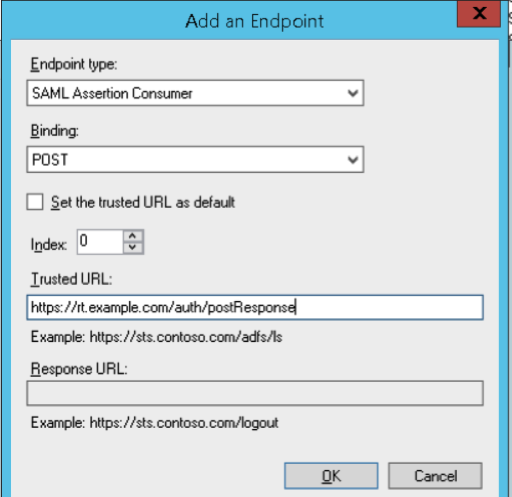 Add an Endpoint
X
Endpoint type:
SAML Assertion Consumer
Binding:
POST
Set the trusted URL as default
Index: 0
Trusted URL:
https://rt.example.com/auth/postResponse
Example: https://sts.contoso.com/adfs/ls
Response URL:
Example: https://sts.contoso.com/logout
OK Cancel